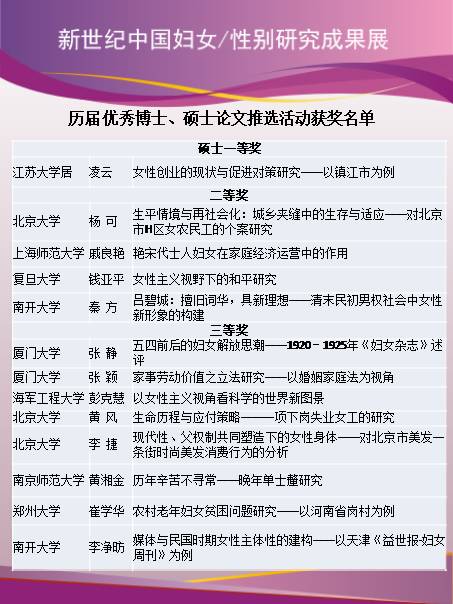 新世纪中国妇女/性别研究成果展
历届优秀博士、硕士论文推选活动获奖名单
硕士一等奖
江苏大学居 凌云 女性创业的现状与促进对策研究——以镇江市为例
二等奖
北京大学 杨 可 生平情境与再社会化：城乡夹缝中的生存与适应——对北京
市H区女农民工的个案研究
上海师范大学 戚良艳 艳宋代士人妇女在家庭经济运营中的作用
复旦大学 钱亚平 女性主义视野下的和平研究
南开大学 秦 方 吕碧城：擅旧词华，具新理想——清末民初男权社会中女性
新形象的构建
三等奖
厦门大学 张 静 五四前后的妇女解放思潮——1920－1925年《妇女杂志》述
评
厦门大学 张 颖 家事劳动价值之立法研究——以婚姻家庭法为视角
海军工程大学 彭克慧 以女性主义视角看科学的世界新图景
北京大学 黄 风 生命历程与应付策略——一项下岗失业女工的研究
北京大学 李 捷 现代性、父权制共同塑造下的女性身体——对北京市美发一
条街时尚美发消费行为的分析
南京师范大学 黄湘金 历年辛苦不寻常——晚年单士釐研究
郑州大学 崔学华 农村老年妇女贫困问题研究——以河南省岗村为例
南开大学 李净昉 媒体与民国时期女性主体性的建构——以天津《益世报·妇女
周刊》为例